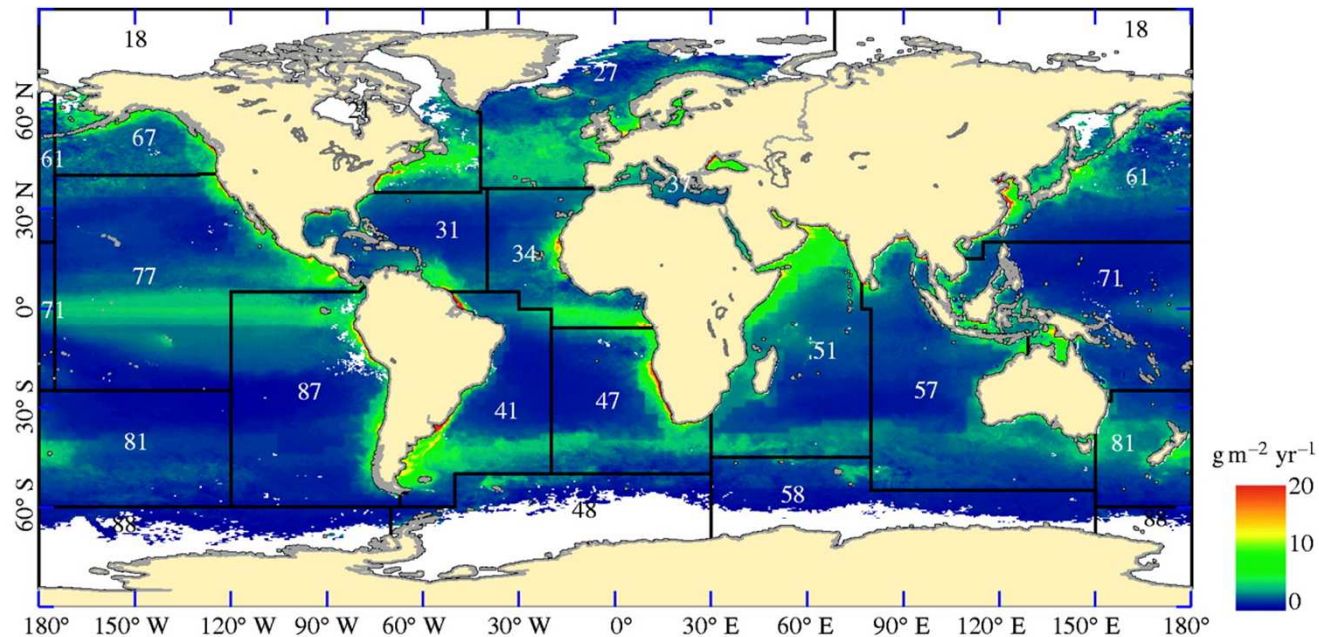 18
18
27
21
67
61
61
37
31
34
77
71
71
51
87
41
47
57
81
81
58
48
88
88
60° N
30° N
0°
30° S
60° S
180°
150° W
120° W
90° W
60° W
30° W
0°
30° E
60° E
90° E
120° E
150° E
180°
g m⁻² yr⁻¹
20
10
0